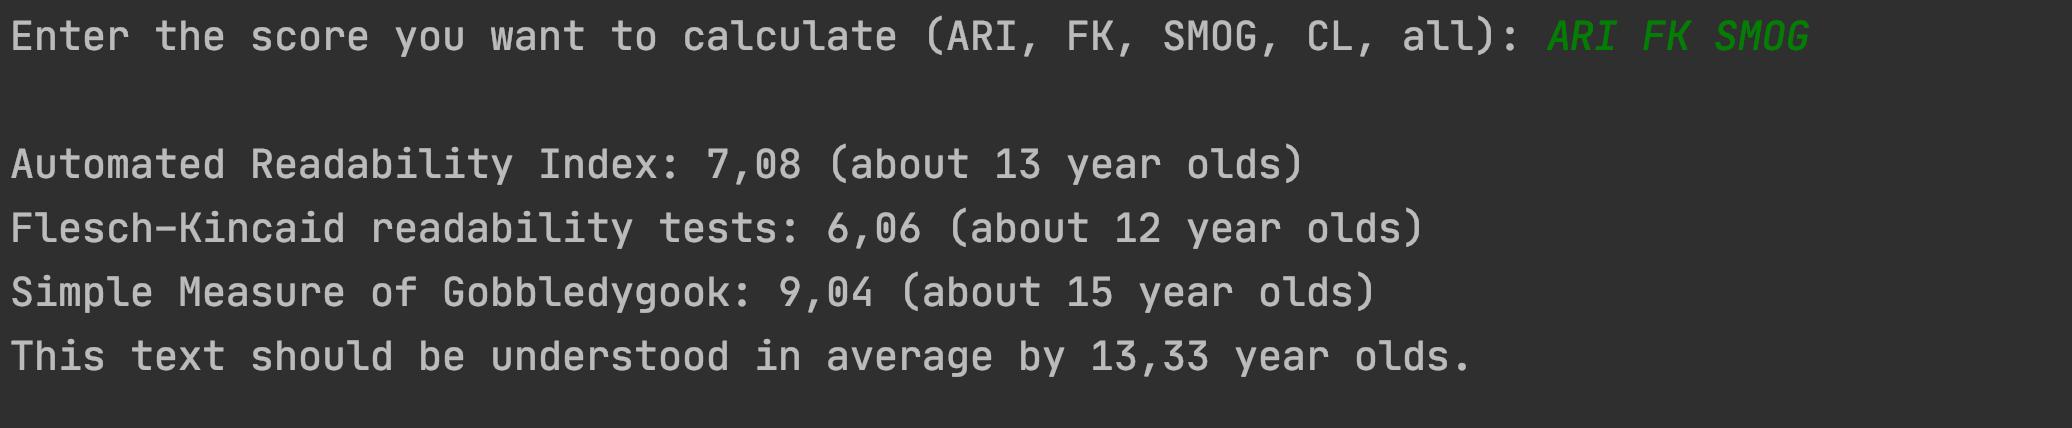 Enter the score you want to calculate (ARI, FK, SMOG, CL, all): ARI FK SMOG
Automated Readability Index: 7,08 (about 13 year olds)
Flesch-Kincaid readability tests: 6,06 (about 12 year olds)
Simple Measure of Gobbledygook: 9,04 (about 15 year olds)
This text should be understood in average by 13,33 year olds.